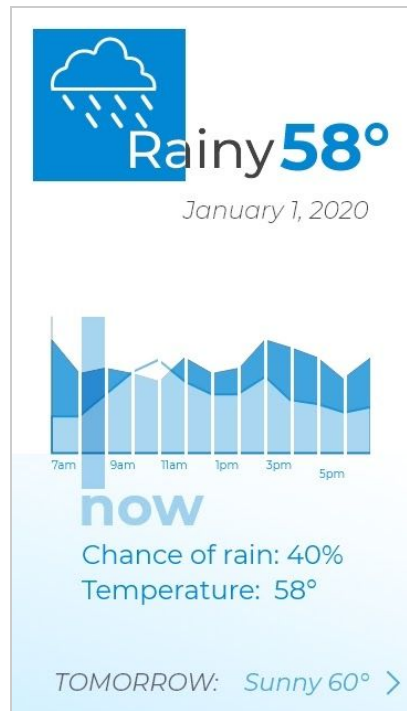 Rainy 58°
January 1, 2020
7am 9am 11am 1pm 3pm 5pm
now
Chance of rain: 40%
Temperature: 58°
TOMORROW: Sunny 60° >